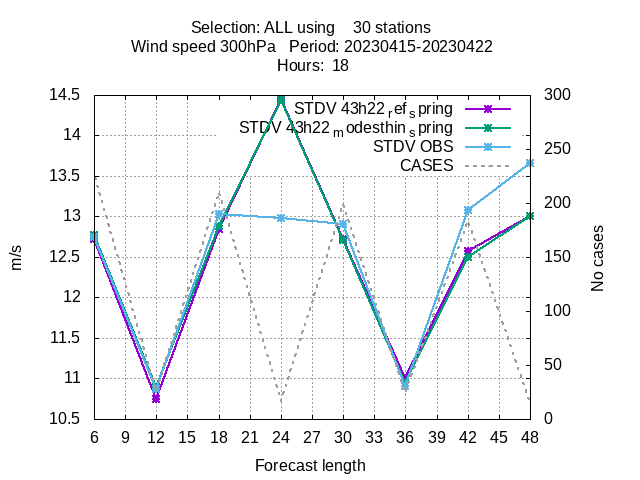 Selection: ALL using    30 stations
Wind speed 300hPa   Period: 20230415-20230422
Hours:  18
14.5
14
13.5
13
12.5
12
11.5
11
10.5
300
250
200
150
100
50
0
STDV 43h22 ref spring
STDV 43h22 modesthin spring
STDV OBS
CASES
m/s
No cases
6 9 12 15 18 21 24 27 30 33 36 39 42 45 48
Forecast length